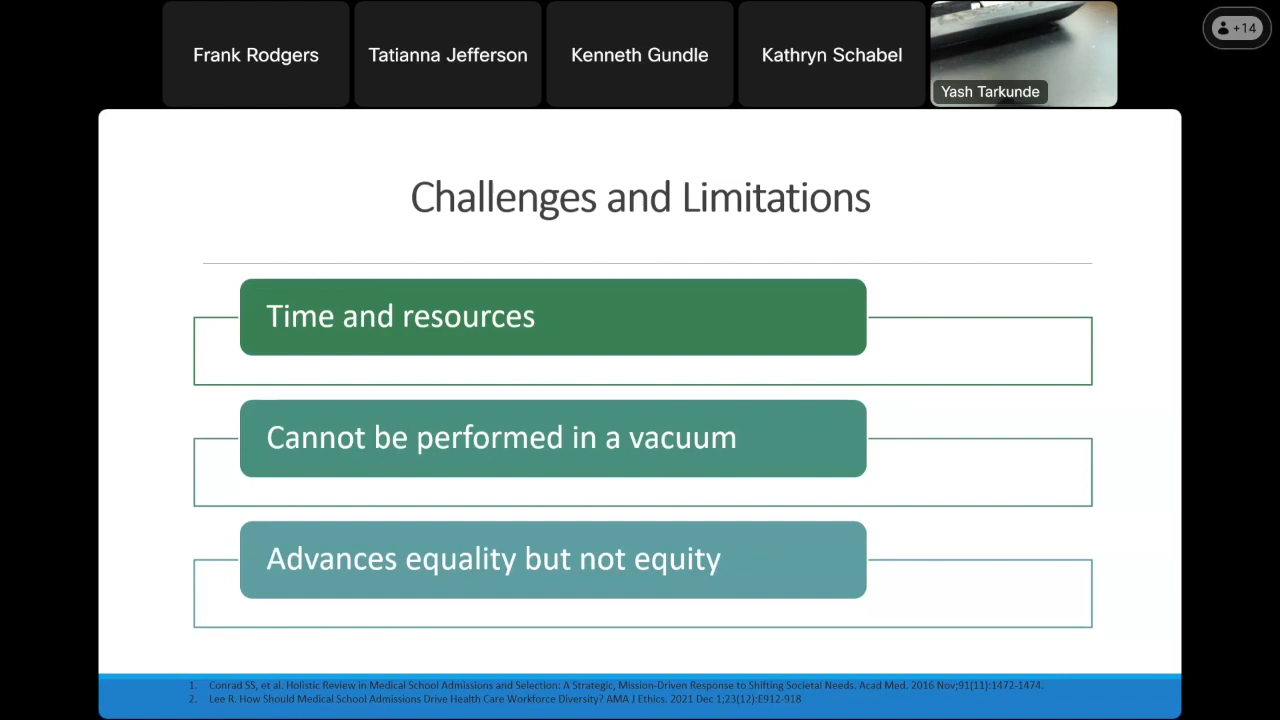 Frank Rodgers
Tatianna Jefferson
Kenneth Gundle
Kathryn Schabel
Yash Tarkunde
+14
Challenges and Limitations
Time and resources
Cannot be performed in a vacuum
Advances equality but not equity
1. Conrad SS, et al. Holistic Review in Medical School Admissions and Selection: A Strategic, Mission-Driven Response to Shifting Societal Needs. Acad Med. 2016 Nov;91(11):1472-1474.
2. Lee R. How Should Medical School Admissions Drive Health Care Workforce Diversity? AMA J Ethics. 2021 Dec 1;23(12):E912-918